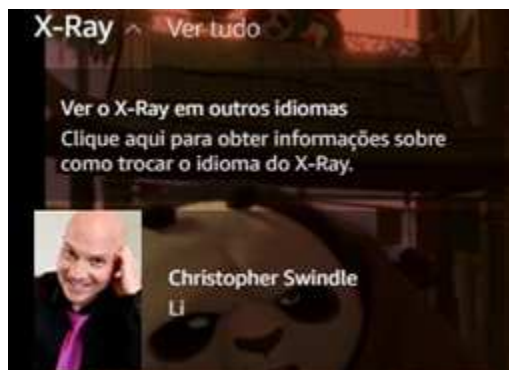 X-Ray Ver tudo
Ver o X-Ray em outros idiomas
Clique aqui para obter informações sobre
como trocar o idioma do X-Ray.
Christopher Swindle
Li